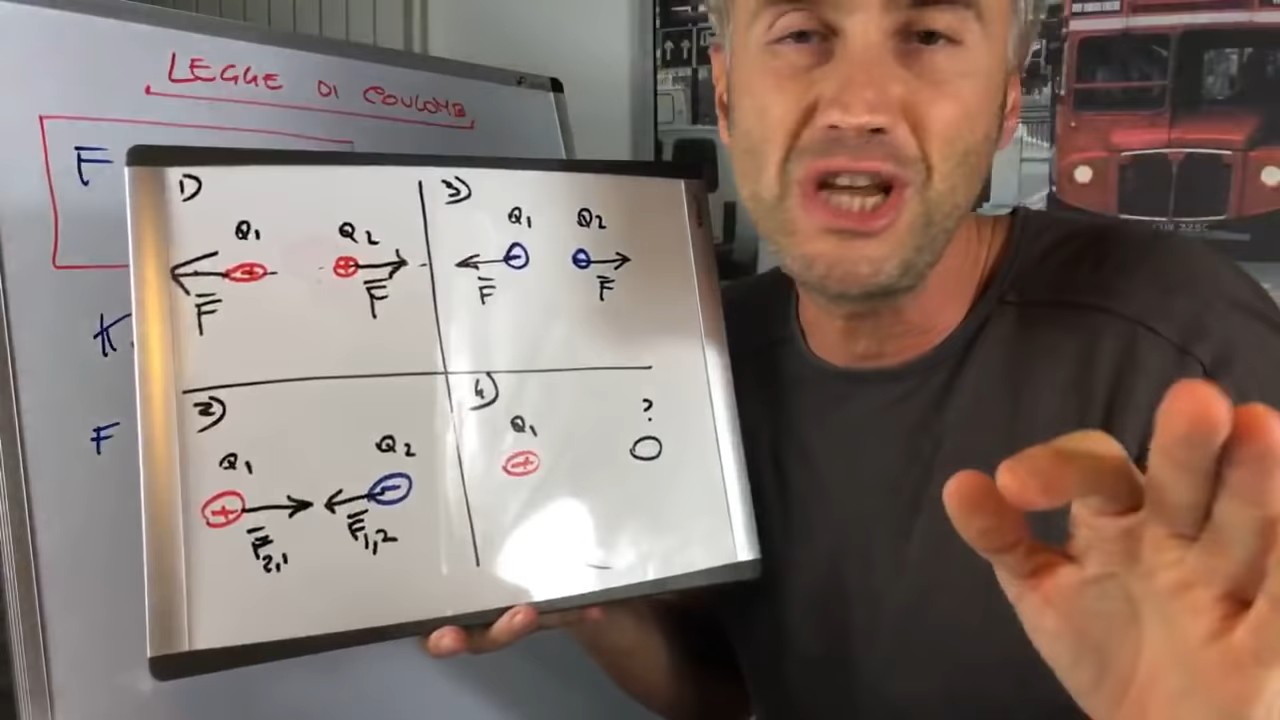 LEGGE DI COULOMB
F
K
F
1)
Q1 Q2
+ +
F F
3)
Q1 Q2
- -
F F
2)
Q1 Q2
+ -
F2,1 F1,2
4)
Q1 ?
+